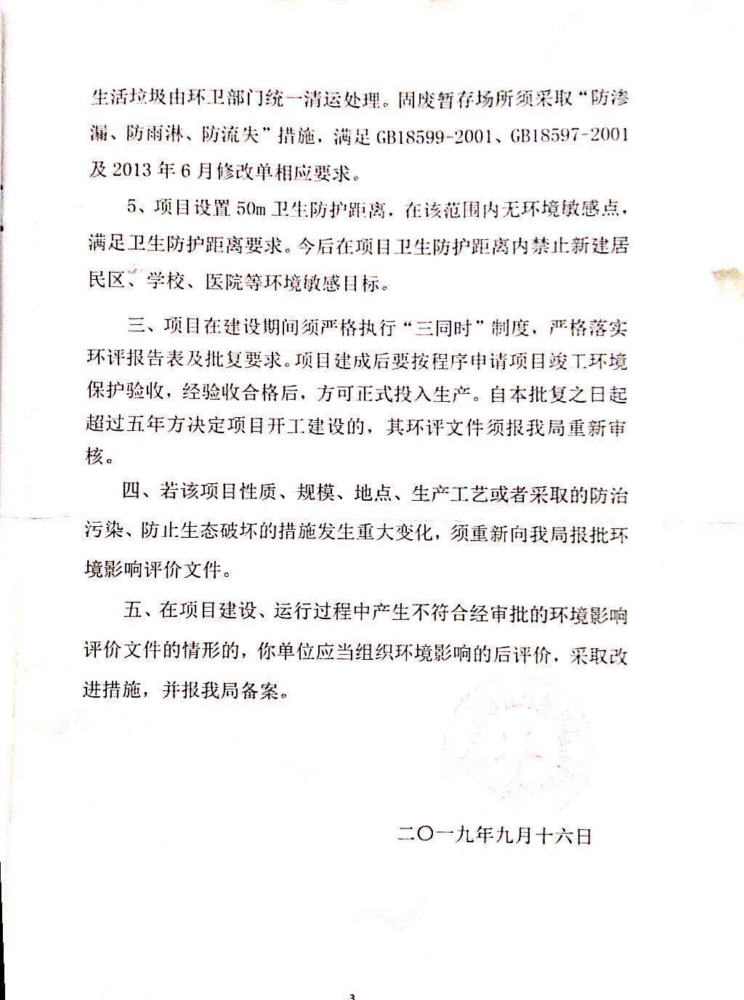 生活垃圾由环卫部门统一清运处理。固废暂存场所须采取“防渗
漏、防雨淋、防流失”措施，满足GB18599-2001、GB18597-2001
及2013年6月修改单相应要求。
5、项目设置50m卫生防护距离，在该范围内无环境敏感点，
满足卫生防护距离要求。今后在项目卫生防护距离内禁止新建居
民区、学校、医院等环境敏感目标。
三、项目在建设期间须严格执行“三同时”制度，严格落实
环评报告表及批复要求。项目建成后要按程序申请项目竣工环境
保护验收，经验收合格后，方可正式投入生产。自本批复之日起
超过五年方决定项目开工建设的，其环评文件须报我局重新审
核。
四、若该项目性质、规模、地点、生产工艺或者采取的防治
污染、防止生态破坏的措施发生重大变化，须重新向我局报批环
境影响评价文件。
五、在项目建设、运行过程中产生不符合经审批的环境影响
评价文件的情形的，你单位应当组织环境影响的后评价，采取改
进措施，并报我局备案。
二〇一九年九月十六日
3